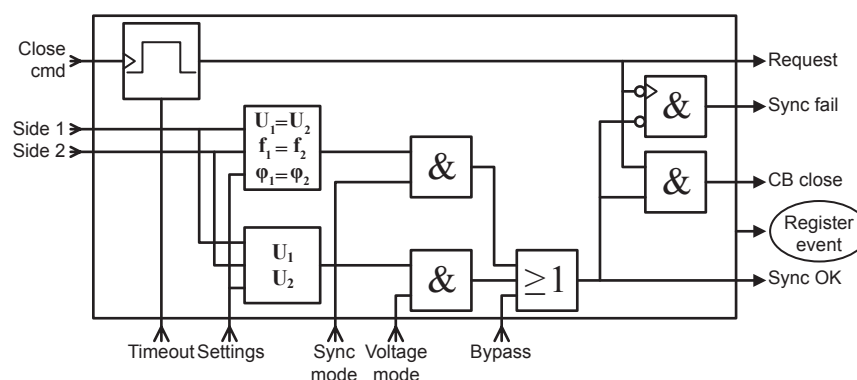 Close
cmd
Request
&
Sync fail
Side 1
Side 2
U₁=U₂
f₁ = f₂
φ₁=φ₂
&
&
CB close
Register
event
U₁
U₂
&
≥1
Sync OK
Timeout
Settings
Sync
mode
Voltage
mode
Bypass